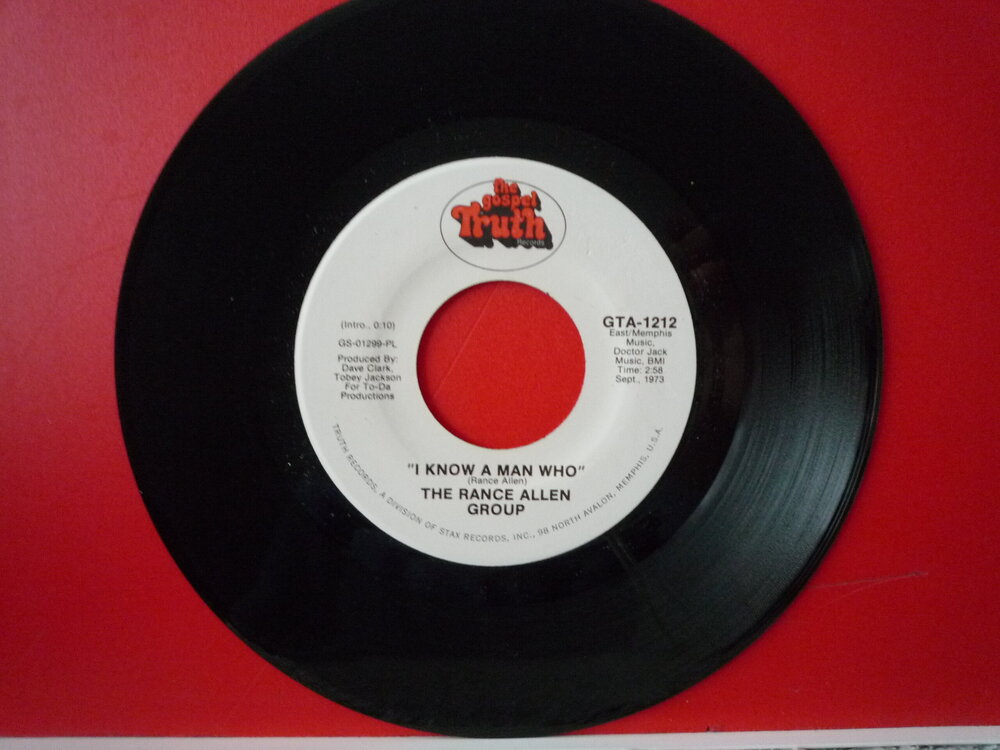 the
gospel
Truth
Records
(Intro., 0:10)
GS-01299-PL
Produced By:
Dave Clark,
Tobey Jackson
For To-Da
Productions
GTA-1212
East/Memphis
Music,
Doctor Jack
Music, BMI
Time: 2:58
Sept., 1973
"I KNOW A MAN WHO"
(Rance Allen)
THE RANCE ALLEN
GROUP
TRUTH RECORDS, A DIVISION OF STAX RECORDS, INC., 98 NORTH AVALON, MEMPHIS, U.S.A.